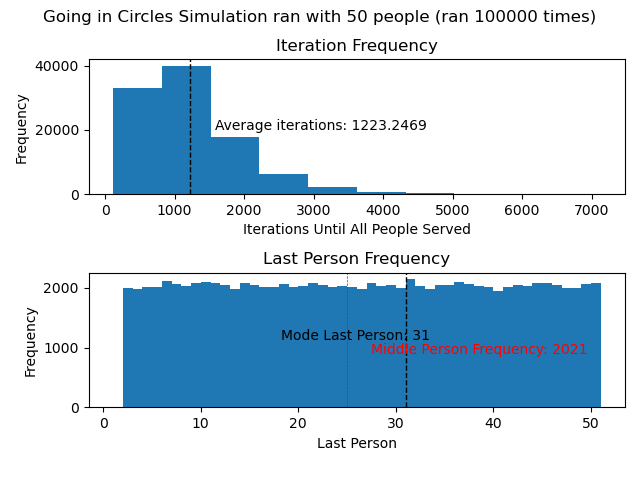 Going in Circles Simulation ran with 50 people (ran 100000 times)
Iteration Frequency
40000
20000
0
Frequency
Average iterations: 1223.2469
0 1000 2000 3000 4000 5000 6000 7000
Iterations Until All People Served
Last Person Frequency
2000
1000
0
Frequency
Mode Last Person: 31
Middle Person Frequency: 2021
0 10 20 30 40 50
Last Person